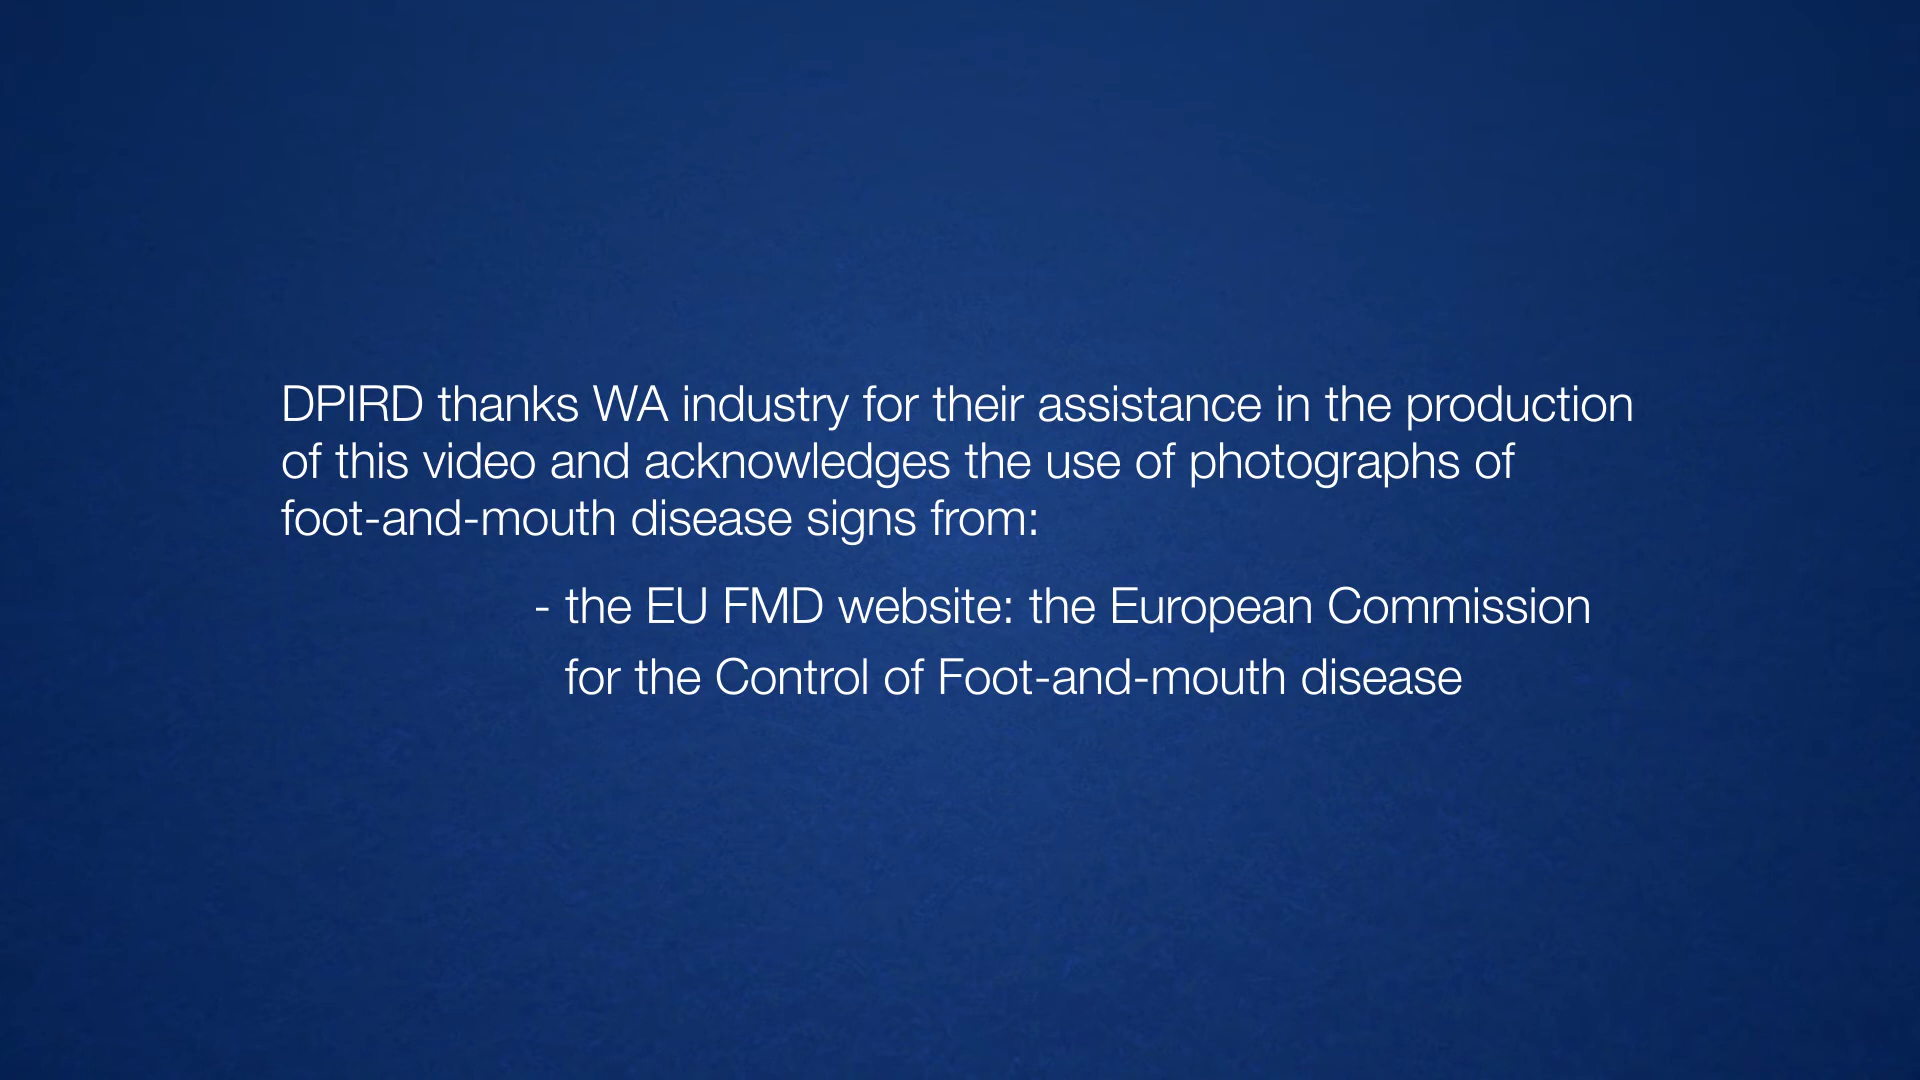 DPIRD thanks WA industry for their assistance in the production
of this video and acknowledges the use of photographs of
foot-and-mouth disease signs from:
- the EU FMD website: the European Commission
for the Control of Foot-and-mouth disease